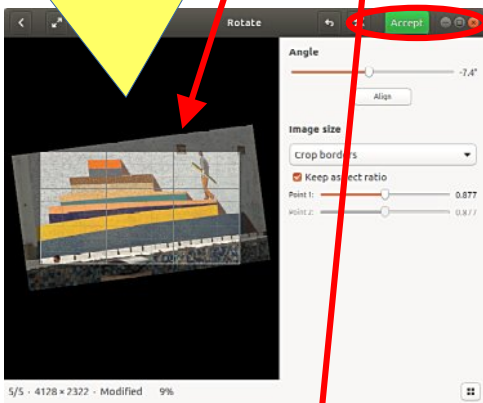 Rotate
Accept
Angle
-7.4°
Align
Image size
Crop borders
Keep aspect ratio
Point 1:
0.877
Point 2:
0.877
5/5 · 4128 × 2322 · Modified 9%